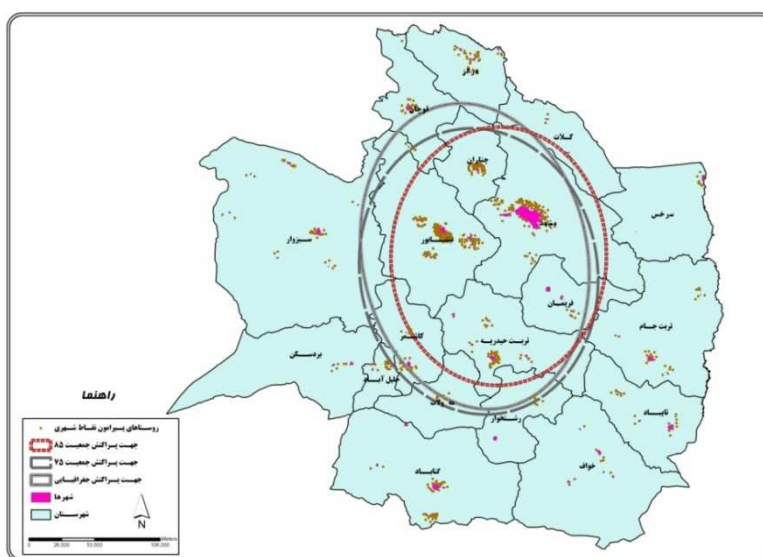 درگز
قوچان
کلات
چناران
سرخس
مشهد
سبزوار
نیشابور
فریمان
تربت جام
کاشمر
تربت حیدریه
بردسکن
خلیل آباد
رشتخوار
تایباد
خواف
گناباد
راهنما
روستاهای پیرامون نقاط شهری
جهت پراکنش جمعیت ۸۵
جهت پراکنش جمعیت ۷۵
جهت پراکنش جغرافیایی
شهرها
شهرستان
N
Meters
0